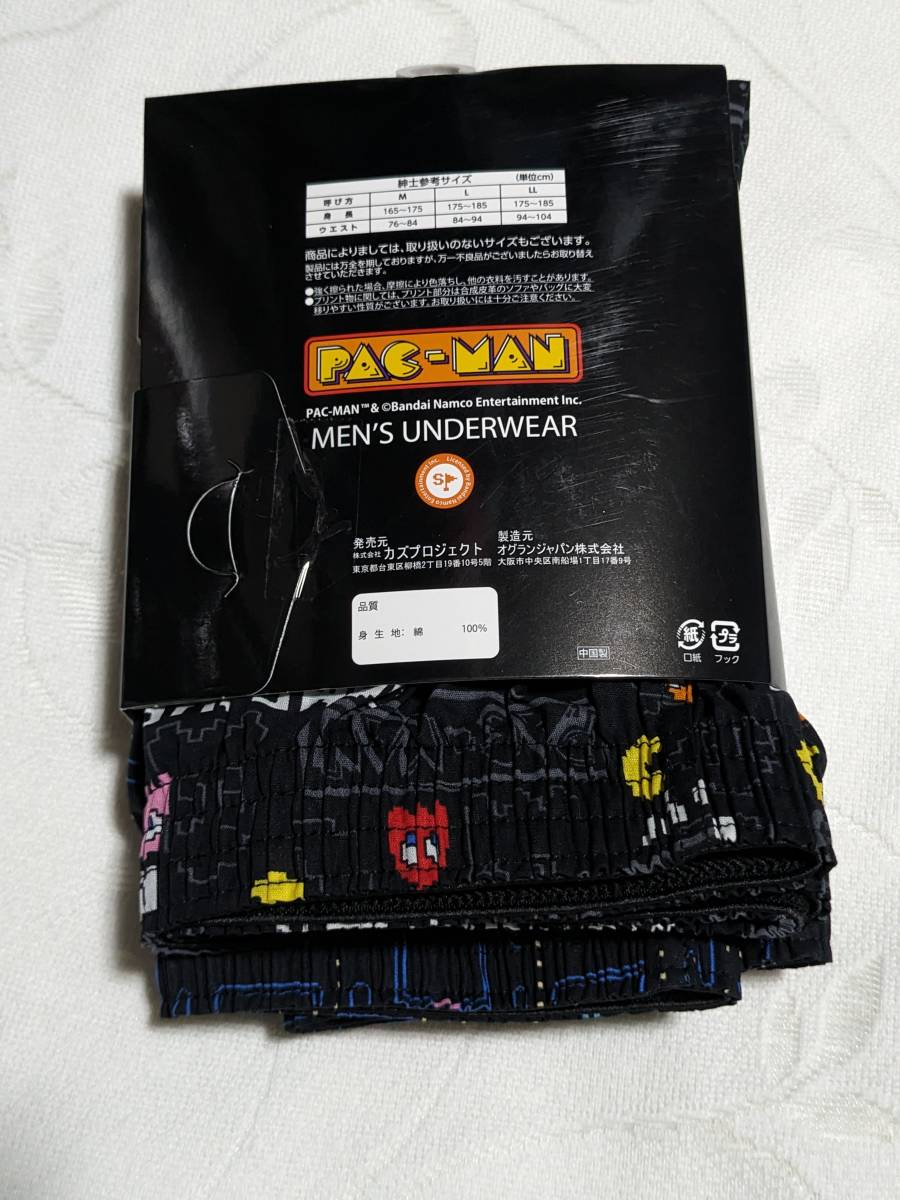 紳士参考サイズ (単位cm)
呼び方 M L LL
身長 165～175 175～185 175～185
ウエスト 76～84 84～94 94～104
商品によりましては、取り扱いのないサイズもございます。
製品には万全を期しておりますが、万一不良品がございましたらお取り替え
させていただきます。
●強く擦られた場合、摩擦により色落ちし、他の衣料を汚すことがあります。
●プリント物に関しては、プリント部分は合成皮革のソファやバッグに大変
移りやすい性質がございます。お取り扱いには十分ご注意ください。
PAC-MAN
PAC-MAN™& ©Bandai Namco Entertainment Inc.
MEN'S UNDERWEAR
Licensed by Bandai Namco Entertainment Inc.
S
発売元
株式会社 カズプロジェクト
東京都台東区柳橋2丁目19番10号5階
製造元
オグランジャパン株式会社
大阪市中央区南船場1丁目17番9号
品質
身生地: 綿 100%
中国製
紙
口紙
プラ
フック